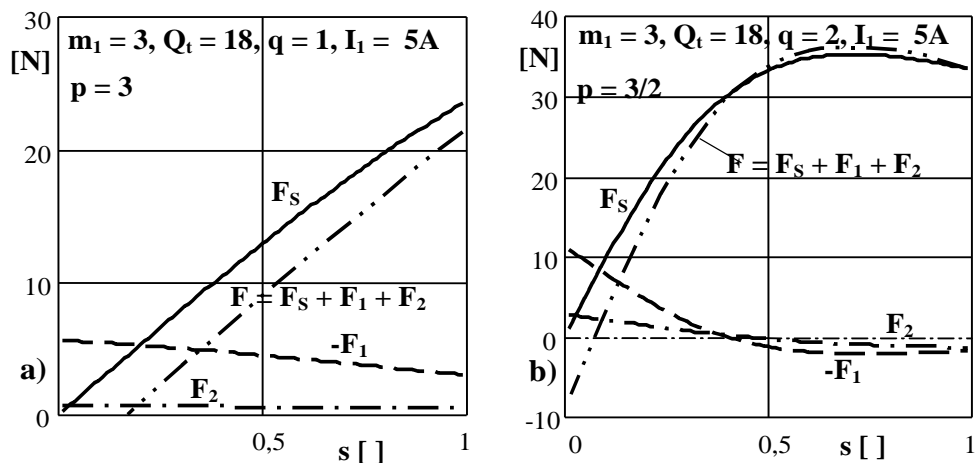 30
[N]
m₁ = 3, Qₜ = 18, q = 1, I₁ = 5A
p = 3
20
F_S
10
F = F_S + F₁ + F₂
-F₁
a)
F₂
0
0,5
1
s [ ]
40
[N]
m₁ = 3, Qₜ = 18, q = 2, I₁ = 5A
p = 3/2
30
F = F_S + F₁ + F₂
20
F_S
10
F₂
0
-F₁
b)
-10
0
0,5
1
s [ ]